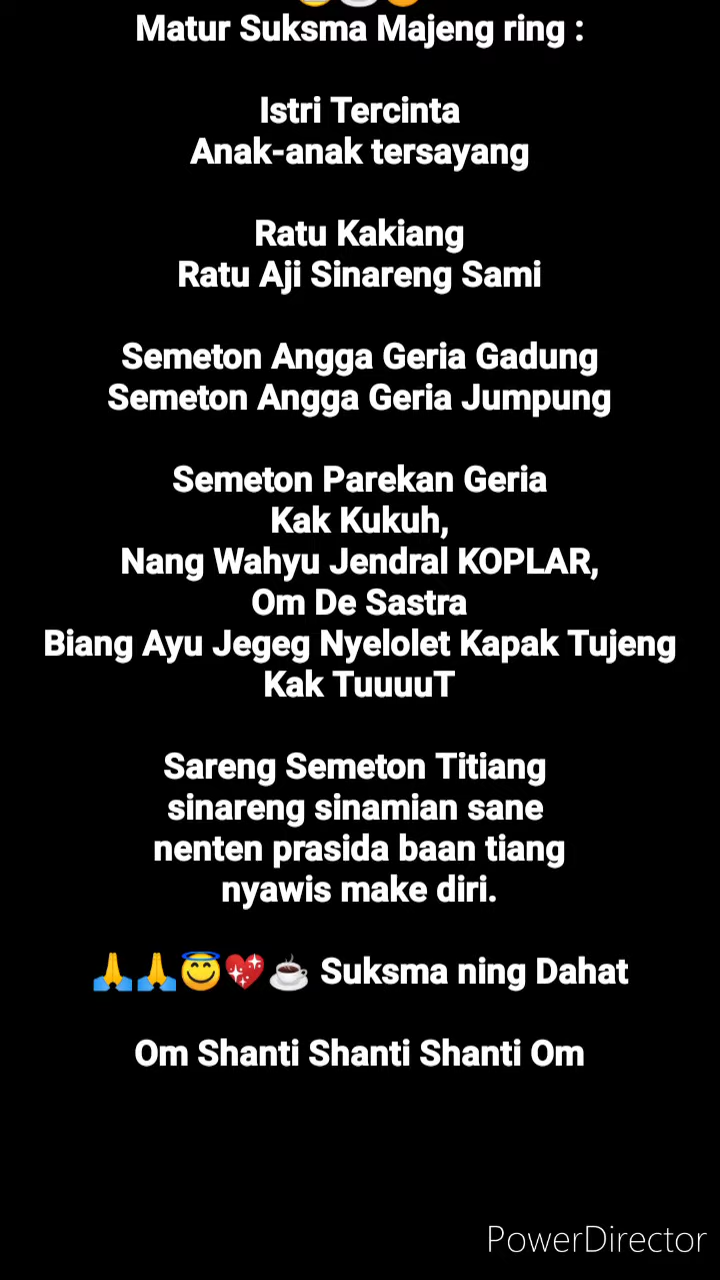 Matur Suksma Majeng ring :
Istri Tercinta
Anak-anak tersayang
Ratu Kakiang
Ratu Aji Sinareng Sami
Semeton Angga Geria Gadung
Semeton Angga Geria Jumpung
Semeton Parekan Geria
Kak Kukuh,
Nang Wahyu Jendral KOPLAR,
Om De Sastra
Biang Ayu Jegeg Nyelolet Kapak Tujeng
Kak TuuuuT
Sareng Semeton Titiang
sinareng sinamian sane
nenten prasida baan tiang
nyawis make diri.
🙏🙏😇💖☕ Suksma ning Dahat
Om Shanti Shanti Shanti Om
PowerDirector